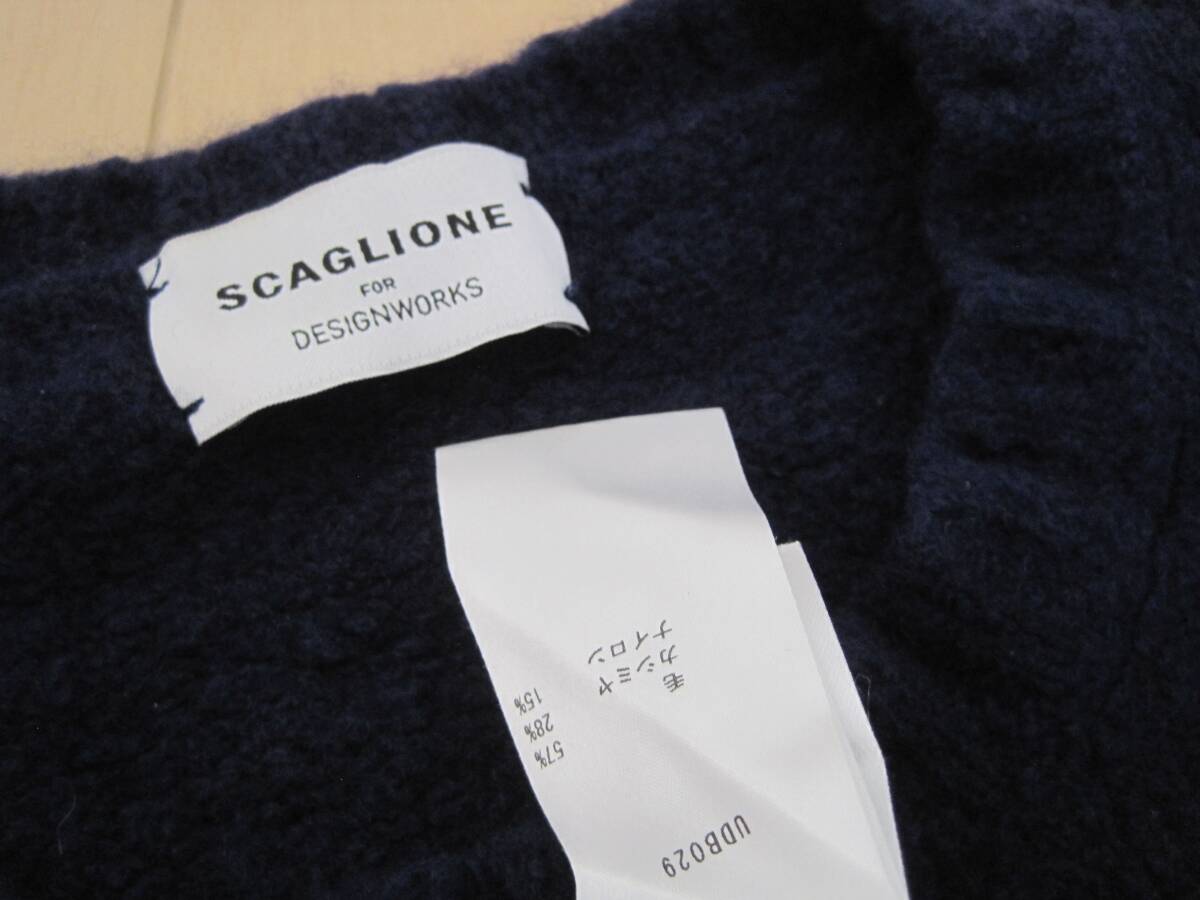 SCAGLIONE
FOR
DESIGNWORKS
UDB029
毛 57%
カシミヤ 28%
ナイロン 15%